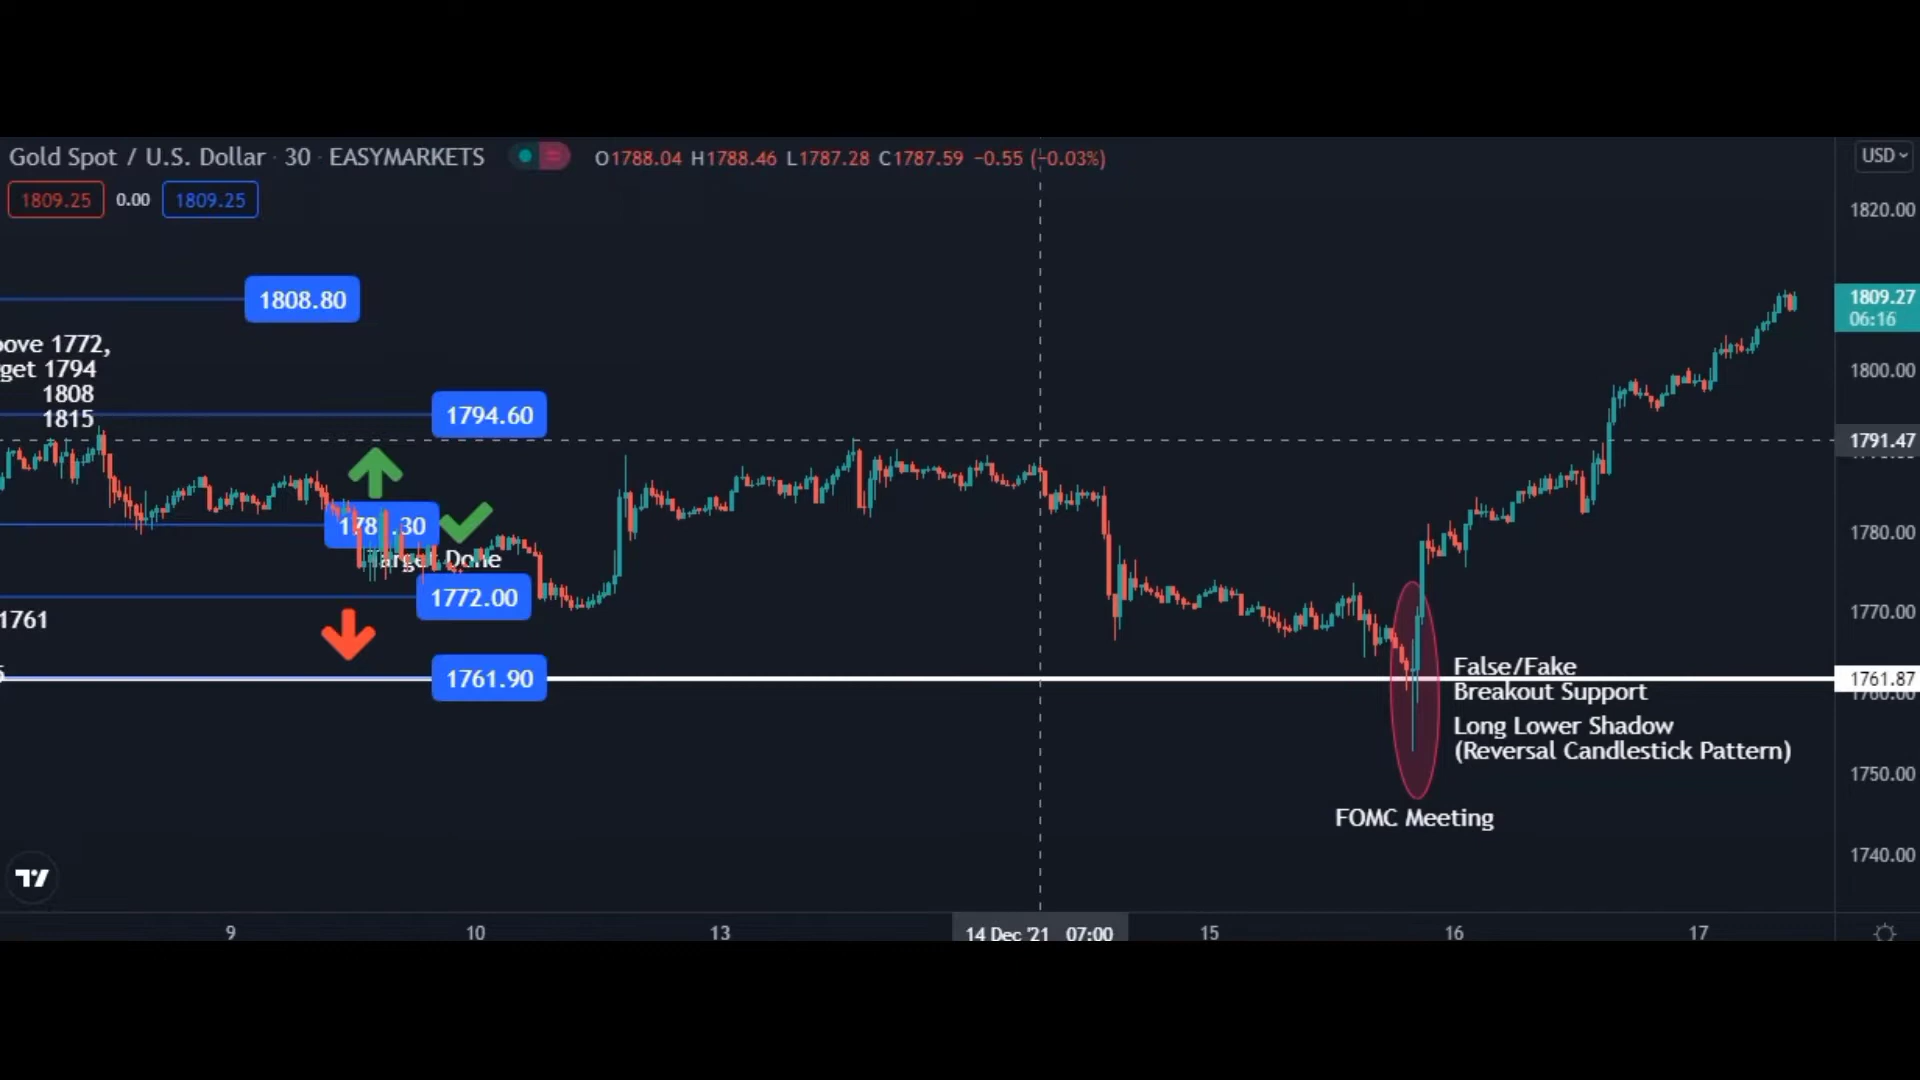 Gold Spot / U.S. Dollar · 30 · EASYMARKETS O1788.04 H1788.46 L1787.28 C1787.59 −0.55 (−0.03%)
USD
1809.25 0.00 1809.25
1820.00
1808.80
1809.27
06:16
ove 1772,
get 1794
1808
1815
1800.00
1794.60
1791.47
1780.00
Target Done
1772.00
1770.00
1761
1761.90
1761.87
False/Fake
Breakout Support
Long Lower Shadow
(Reversal Candlestick Pattern)
1750.00
FOMC Meeting
1740.00
9 10 13 14 Dec '21 07:00 15 16 17